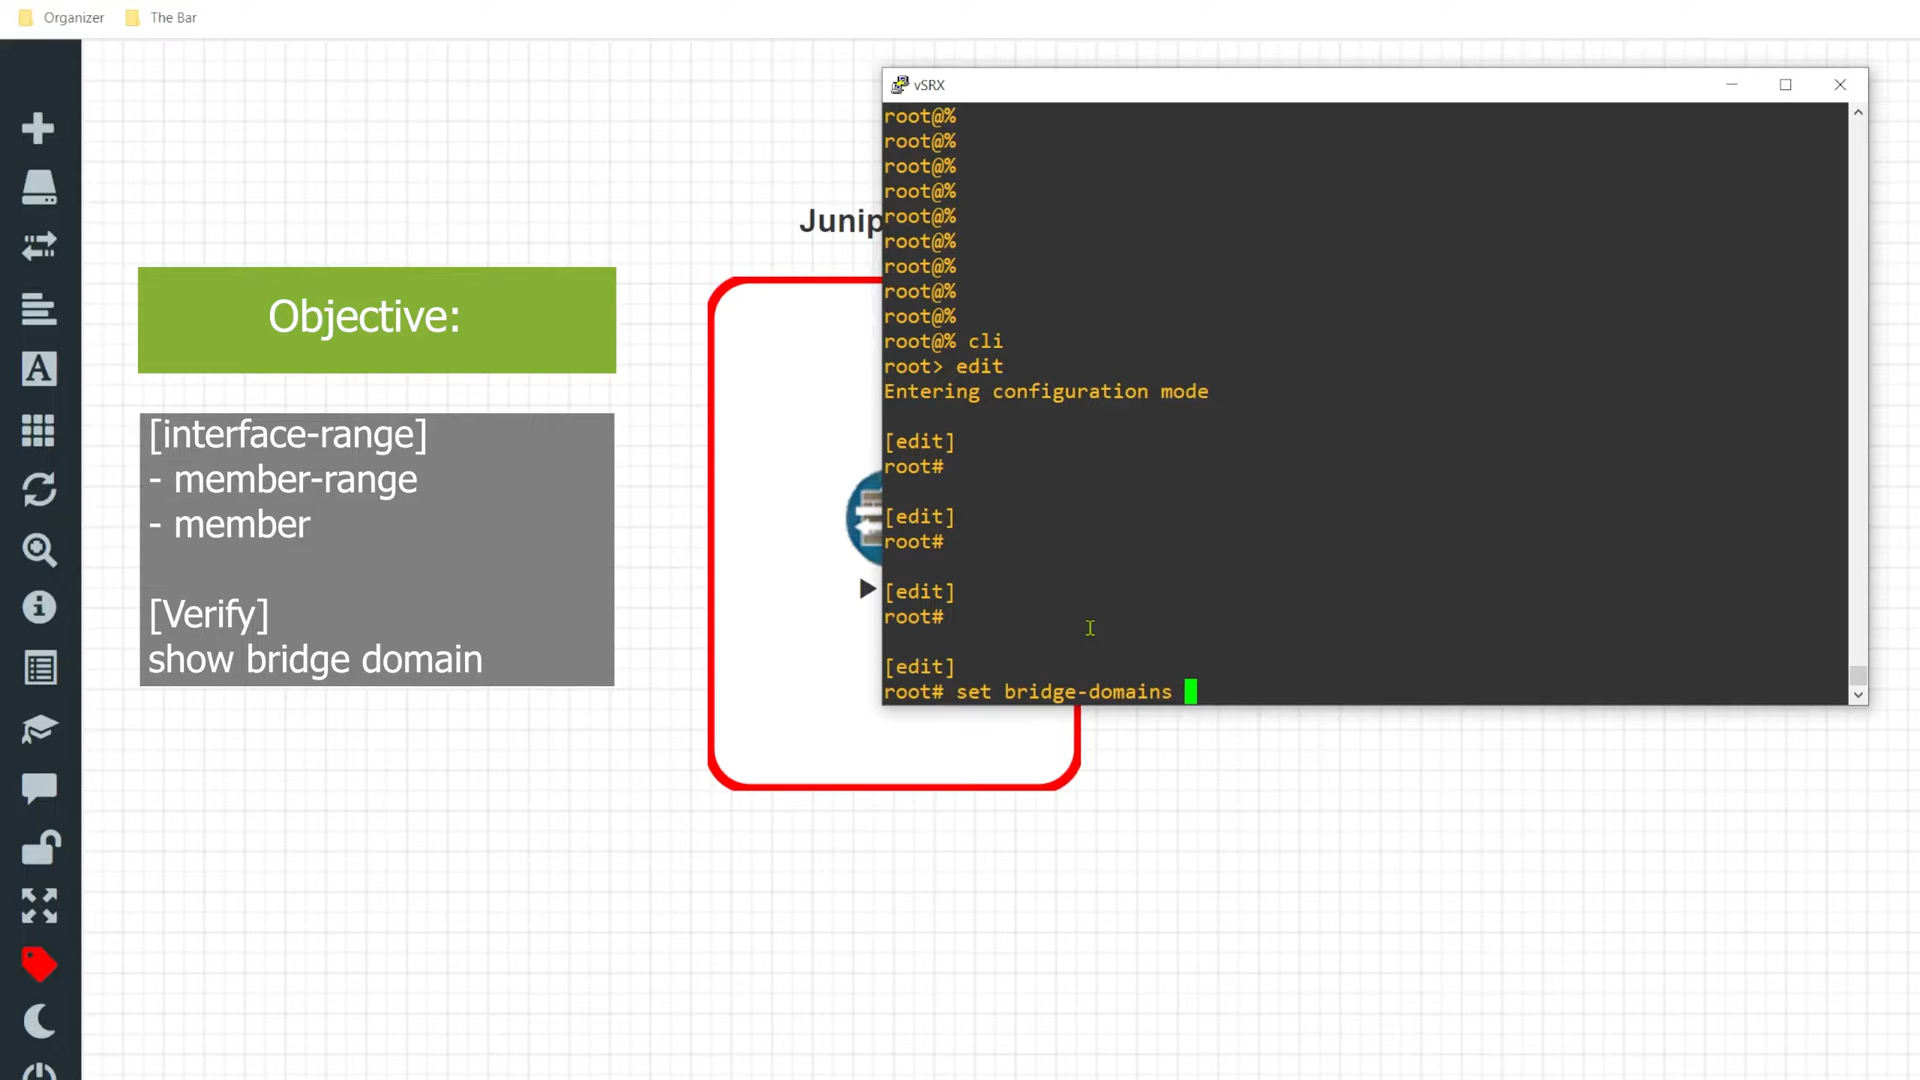 Organizer
The Bar
Junip
Objective:
[interface-range]
- member-range
- member
[Verify]
show bridge domain
vSRX
root@%
root@%
root@%
root@%
root@%
root@%
root@%
root@%
root@%
root@% cli
root> edit
Entering configuration mode
[edit]
root#
[edit]
root#
[edit]
root#
[edit]
root# set bridge-domains